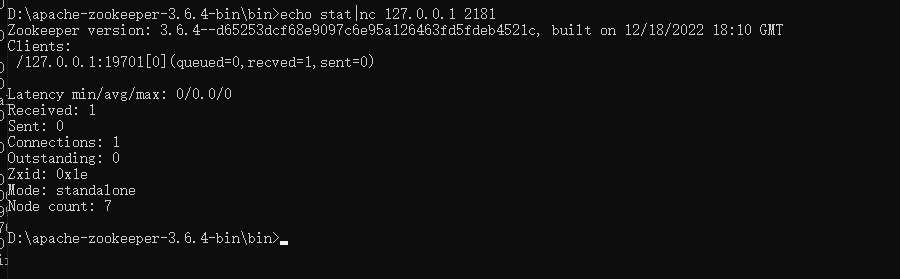 D:\apache-zookeeper-3.6.4-bin\bin>echo stat|nc 127.0.0.1 2181
Zookeeper version: 3.6.4--d65253dcf68e9097c6e95a126463fd5fdeb4521c, built on 12/18/2022 18:10 GMT
Clients:
 /127.0.0.1:19701[0](queued=0,recved=1,sent=0)

Latency min/avg/max: 0/0.0/0
Received: 1
Sent: 0
Connections: 1
Outstanding: 0
Zxid: 0x1e
Mode: standalone
Node count: 7

D:\apache-zookeeper-3.6.4-bin\bin>